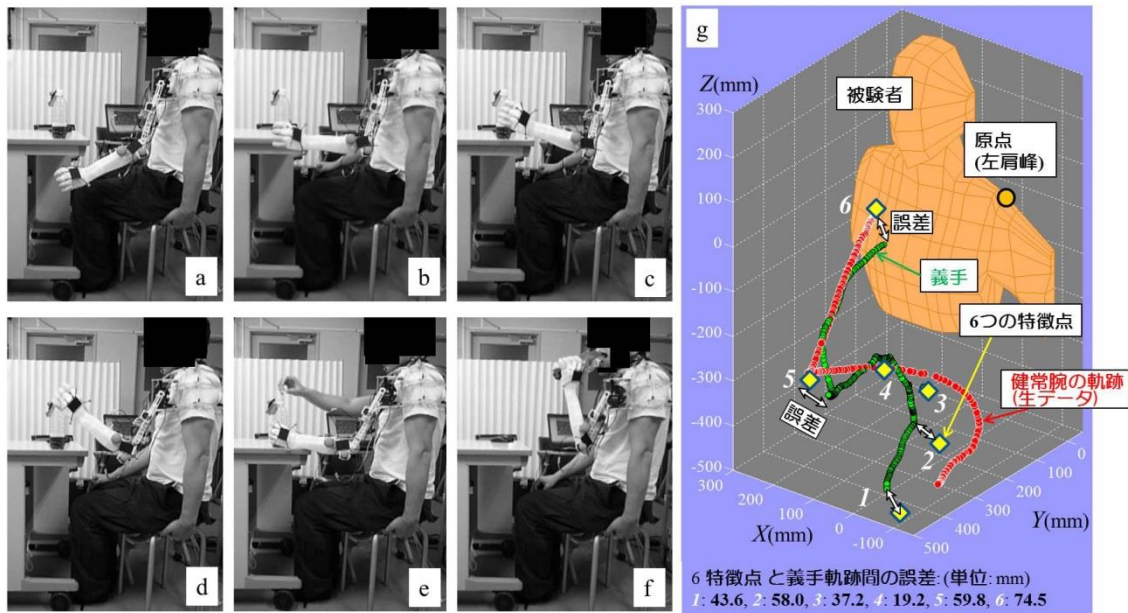 a
b
c
d
e
f
g
Z(mm)
300
200
100
0
-100
-200
-300
-400
-500
被験者
原点
(左肩峰)
6
誤差
義手
6つの特徴点
健常腕の軌跡
(生データ)
5
4
3
誤差
2
1
300
200
100
0
-100
X(mm)
500
400
300
200
100
0
Y(mm)
6 特徴点 と義手軌跡間の誤差: (単位: mm)
1: 43.6, 2: 58.0, 3: 37.2, 4: 19.2, 5: 59.8, 6: 74.5